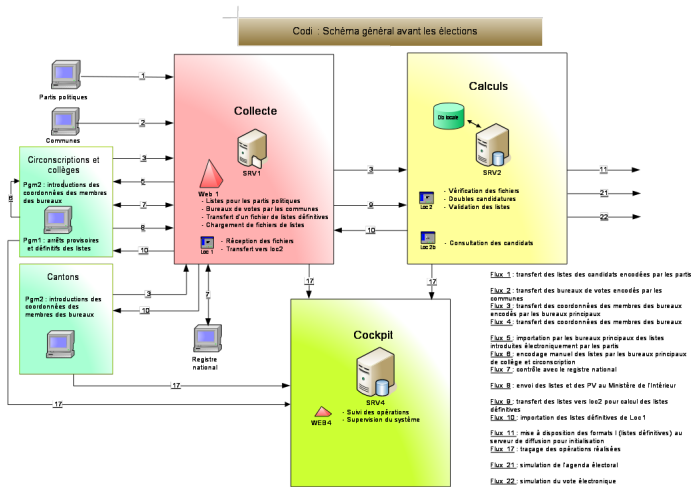 Codi : Schèma général avant les élections
Partis politiques
1
Communes
2
Circonscriptions et
collèges
Pgm2 : introductions des
coordonnées des membres
des bureaux
Pgm1 : arrêts provisoires
et définitifs des listes
3
5
7
8
10
6
Cantons
Pgm2 : introductions des
coordonnées des
membres des bureaux
3
10
7
Registre
national
17
17
Collecte
SRV1
Web 1
- Listes pour les partis politiques
- Bureaux de votes par les communes
- Transfert d'un fichier de listes définitives
- Chargement de fichiers de listes
Loc 1
- Réception des fichiers
- Transfert vers loc2
3
9
10
17
17
Calculs
Db locale
SRV2
Loc 2
- Vérification des fichiers
- Doubles candidatures
- Validation des listes
Loc 2b
- Consultation des candidats
11
21
22
Cockpit
SRV4
WEB4
- Suivi des opérations
- Supervision du système
Flux 1 : transfert des listes des candidats encodées par les partis
Flux 2 : transfert des bureaux de votes encodés par les
communes
Flux 3 : transfert des coordonnées des membres des bureaux
encodés par les bureaux principaux
Flux 4 : transfert des coordonnées des membres des bureaux
Flux 5 : importation par les bureaux principaux des listes
introduites électroniquement par les partis
Flux 6 : encodage manuel des listes par les bureaux principaux
de collège et circonscription
Flux 7 : contrôle avec le registre national
Flux 8 : envoi des listes et des PV au Ministère de l'Intérieur
Flux 9 : transfert des listes vers loc2 pour calcul des listes
définitives
Flux 10 : importation des listes définitives de Loc1
Flux 11 : mise à disposition des formats I (listes définitives) au
serveur de diffusion pour initialisation
Flux 17 : traçage des opérations réalisées
Flux 21 : simulation de l'agenda électoral
Flux 22 : simulation du vote électronique